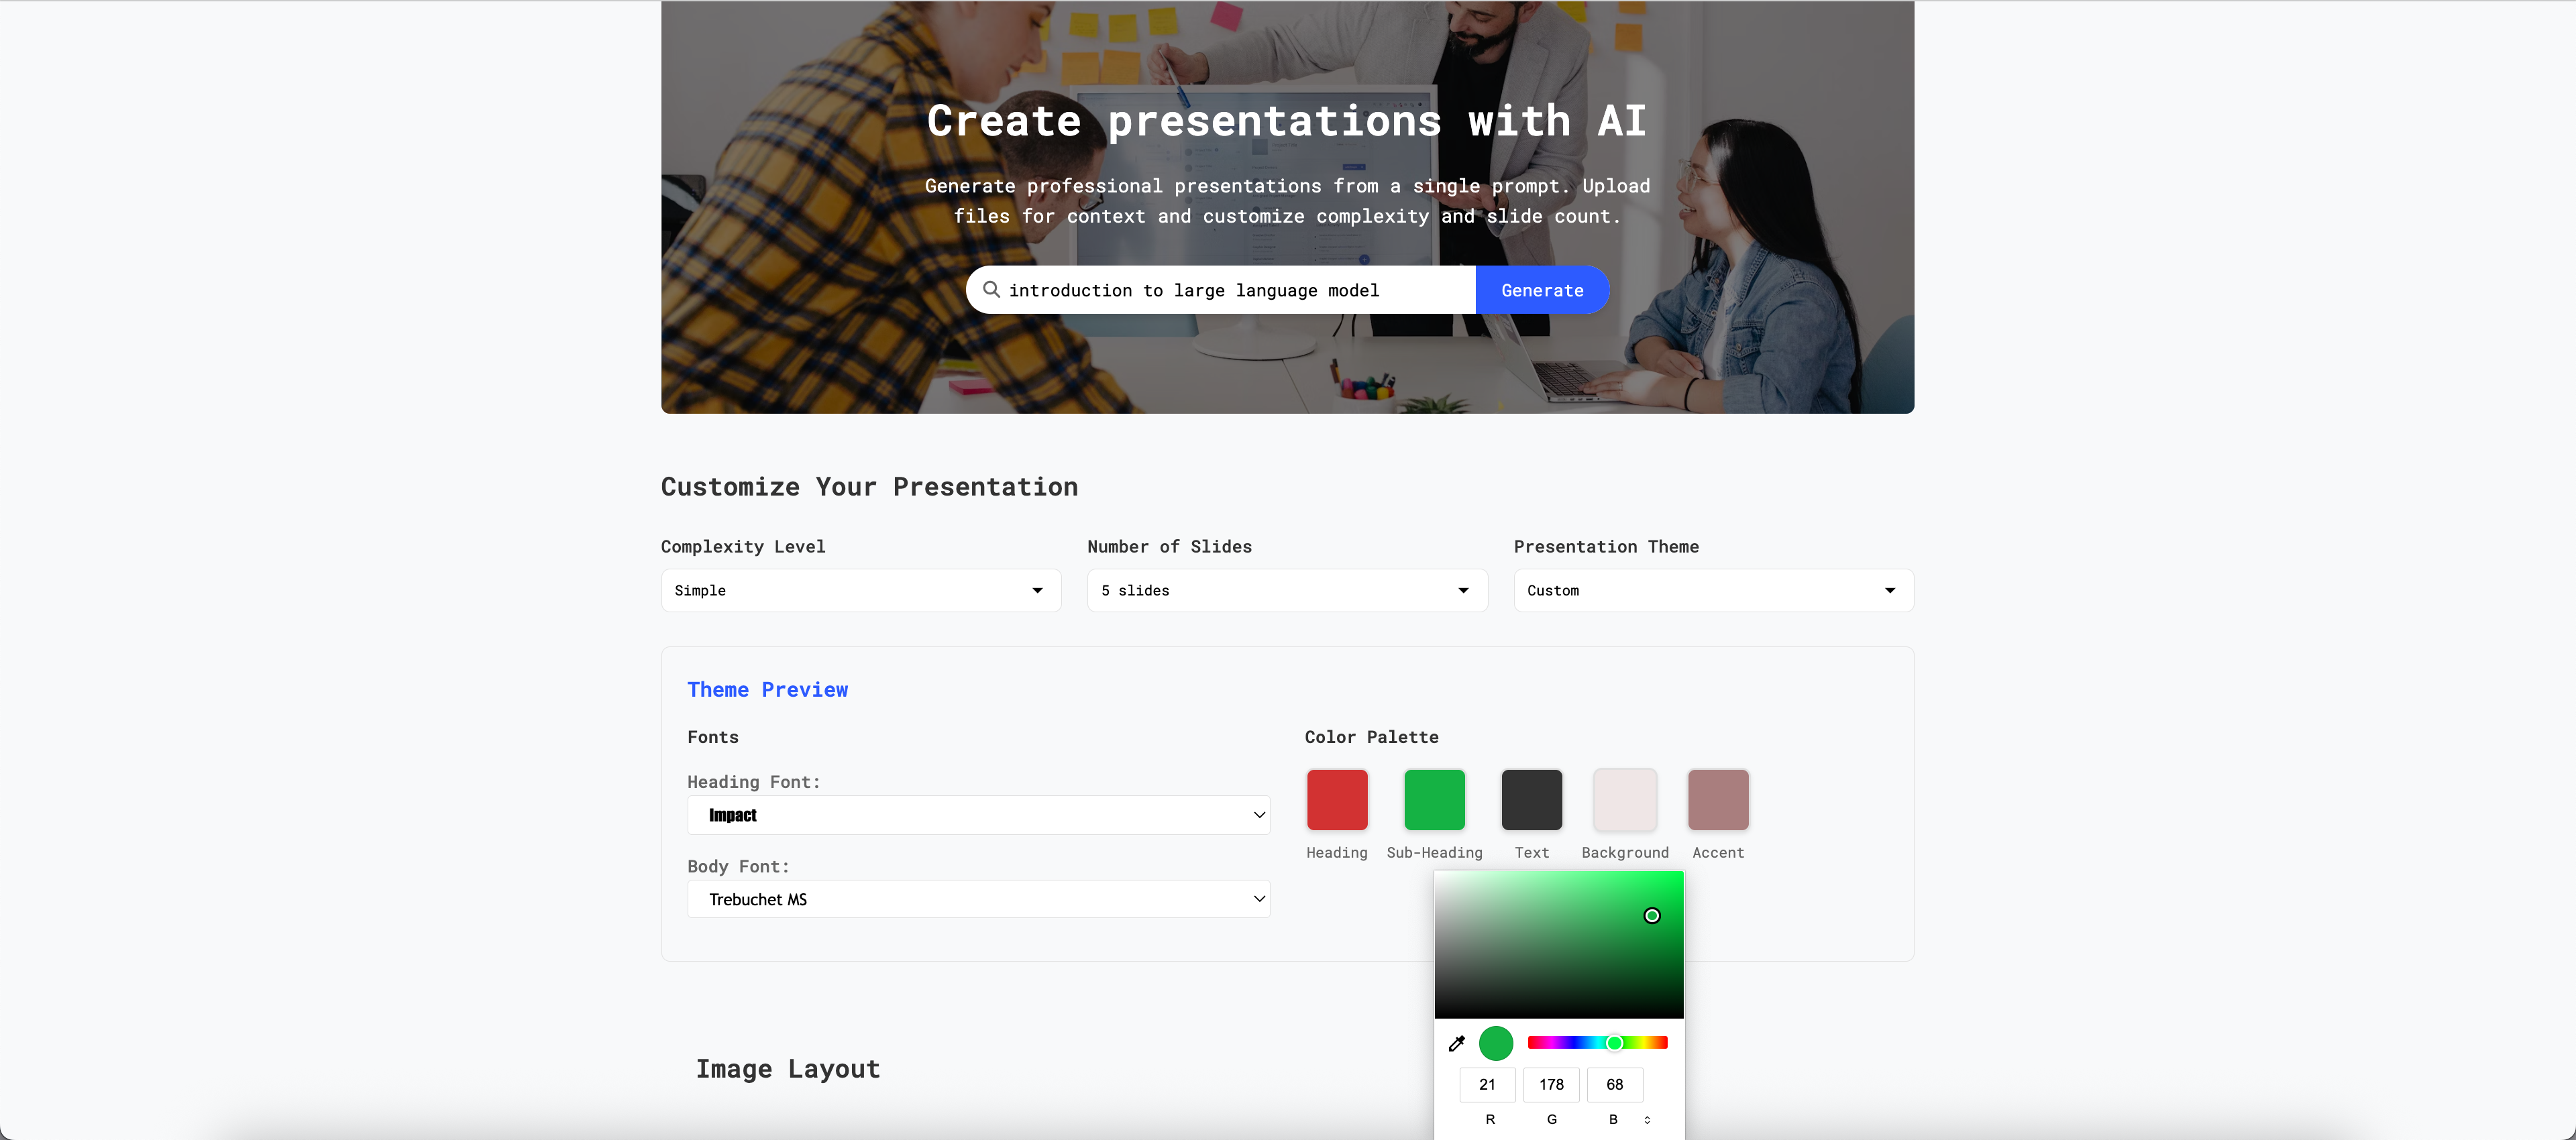 Create presentations with AI
Generate professional presentations from a single prompt. Upload
files for context and customize complexity and slide count.
introduction to large language model
Generate
Customize Your Presentation
Complexity Level
Number of Slides
Presentation Theme
Simple
5 slides
Custom
Theme Preview
Fonts
Color Palette
Heading Font:
Impact
Body Font:
Trebuchet MS
Heading
Sub-Heading
Text
Background
Accent
21
178
68
R
G
B
Image Layout